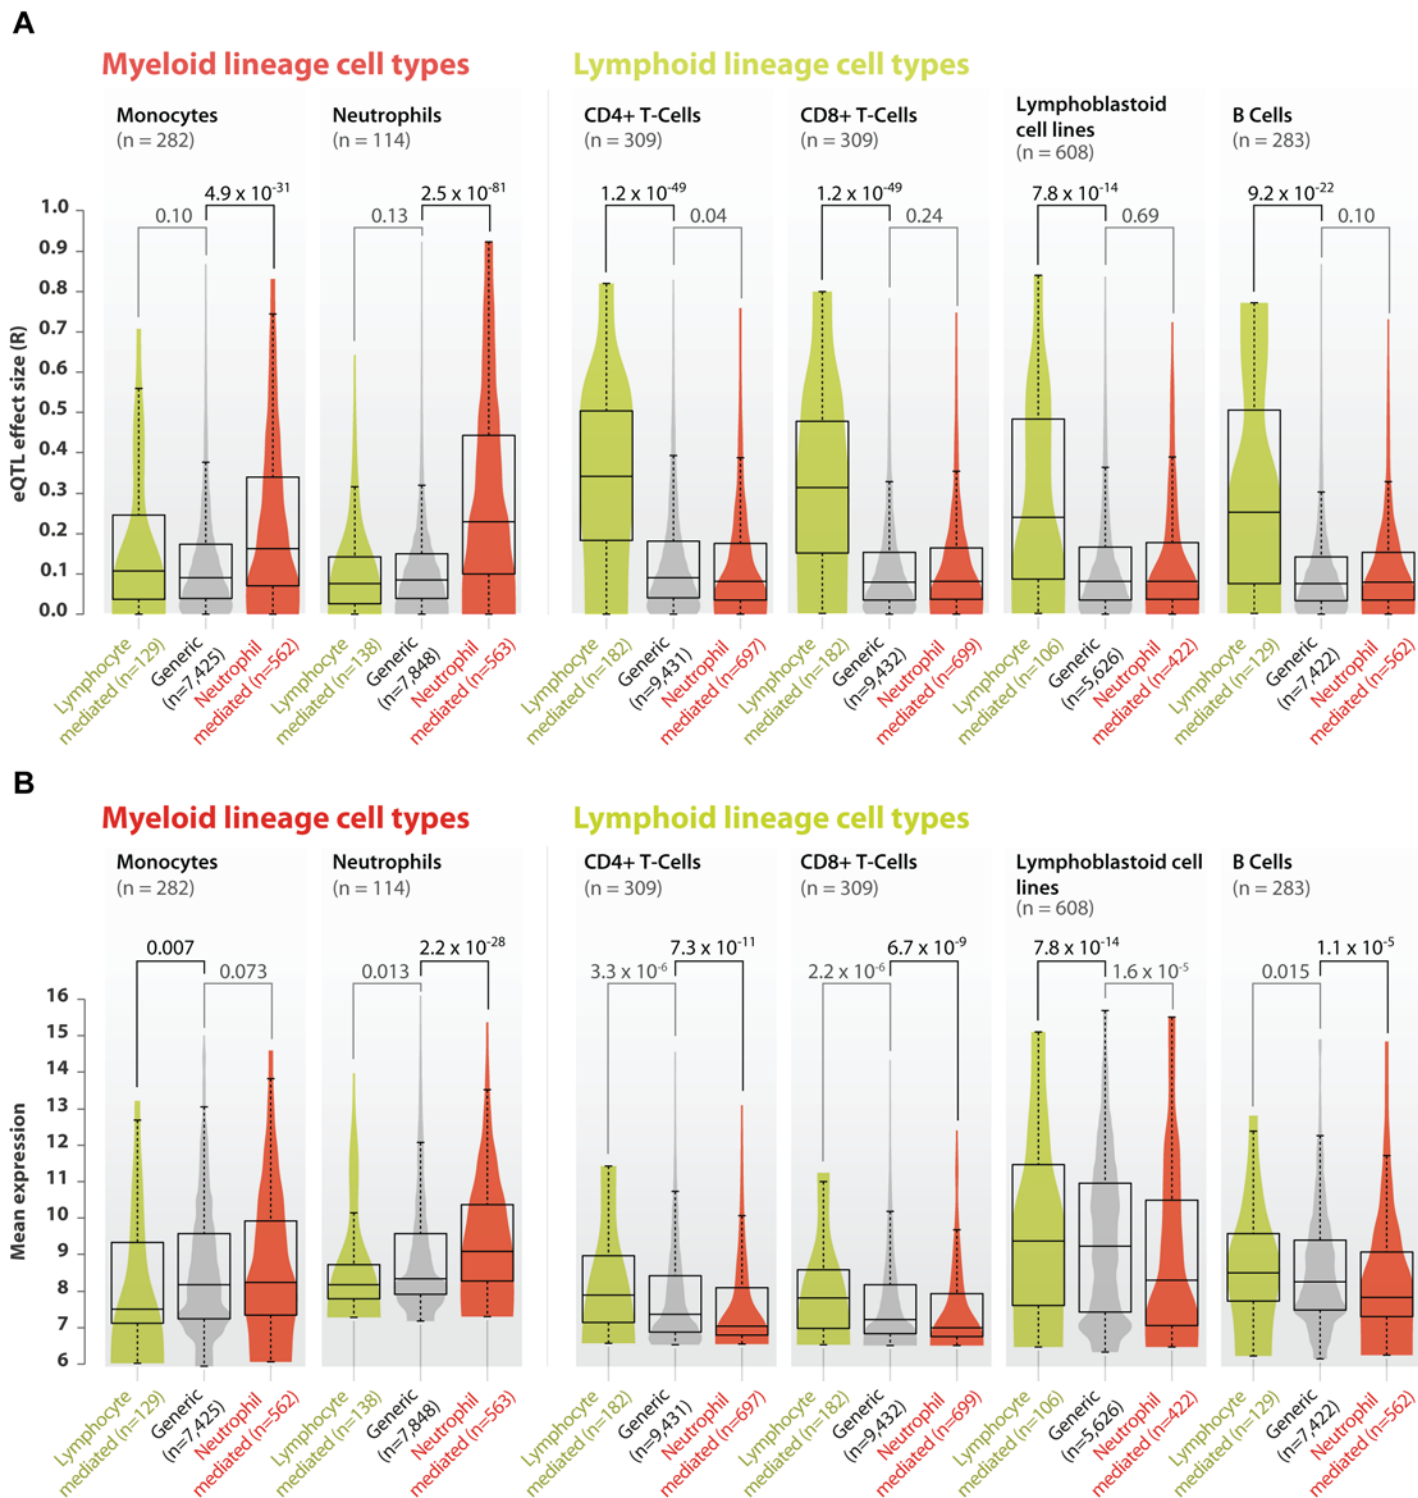 A
Myeloid lineage cell types
Lymphoid lineage cell types
Monocytes
(n = 282)
Neutrophils
(n = 114)
CD4+ T-Cells
(n = 309)
CD8+ T-Cells
(n = 309)
Lymphoblastoid
cell lines
(n = 608)
B Cells
(n = 283)
4.9 x 10⁻³¹
0.10
2.5 x 10⁻⁸¹
0.13
1.2 x 10⁻⁴⁹
0.04
1.2 x 10⁻⁴⁹
0.24
7.8 x 10⁻¹⁴
0.69
9.2 x 10⁻²²
0.10
eQTL effect size (R)
1.0
0.9
0.8
0.7
0.6
0.5
0.4
0.3
0.2
0.1
0.0
Lymphocyte
mediated (n=129)
Generic
(n=7,425)
Neutrophil
mediated (n=562)
Lymphocyte
mediated (n=138)
Generic
(n=7,848)
Neutrophil
mediated (n=563)
Lymphocyte
mediated (n=182)
Generic
(n=9,431)
Neutrophil
mediated (n=697)
Lymphocyte
mediated (n=182)
Generic
(n=9,432)
Neutrophil
mediated (n=699)
Lymphocyte
mediated (n=106)
Generic
(n=5,626)
Neutrophil
mediated (n=422)
Lymphocyte
mediated (n=129)
Generic
(n=7,422)
Neutrophil
mediated (n=562)
B
Myeloid lineage cell types
Lymphoid lineage cell types
Monocytes
(n = 282)
Neutrophils
(n = 114)
CD4+ T-Cells
(n = 309)
CD8+ T-Cells
(n = 309)
Lymphoblastoid cell
lines
(n = 608)
B Cells
(n = 283)
0.007
0.073
2.2 x 10⁻²⁸
0.013
7.3 x 10⁻¹¹
3.3 x 10⁻⁶
6.7 x 10⁻⁹
2.2 x 10⁻⁶
7.8 x 10⁻¹⁴
1.6 x 10⁻⁵
1.1 x 10⁻⁵
0.015
Mean expression
16
15
14
13
12
11
10
9
8
7
6
Lymphocyte
mediated (n=129)
Generic
(n=7,425)
Neutrophil
mediated (n=562)
Lymphocyte
mediated (n=138)
Generic
(n=7,848)
Neutrophil
mediated (n=563)
Lymphocyte
mediated (n=182)
Generic
(n=9,431)
Neutrophil
mediated (n=697)
Lymphocyte
mediated (n=182)
Generic
(n=9,432)
Neutrophil
mediated (n=699)
Lymphocyte
mediated (n=106)
Generic
(n=5,626)
Neutrophil
mediated (n=422)
Lymphocyte
mediated (n=129)
Generic
(n=7,422)
Neutrophil
mediated (n=562)